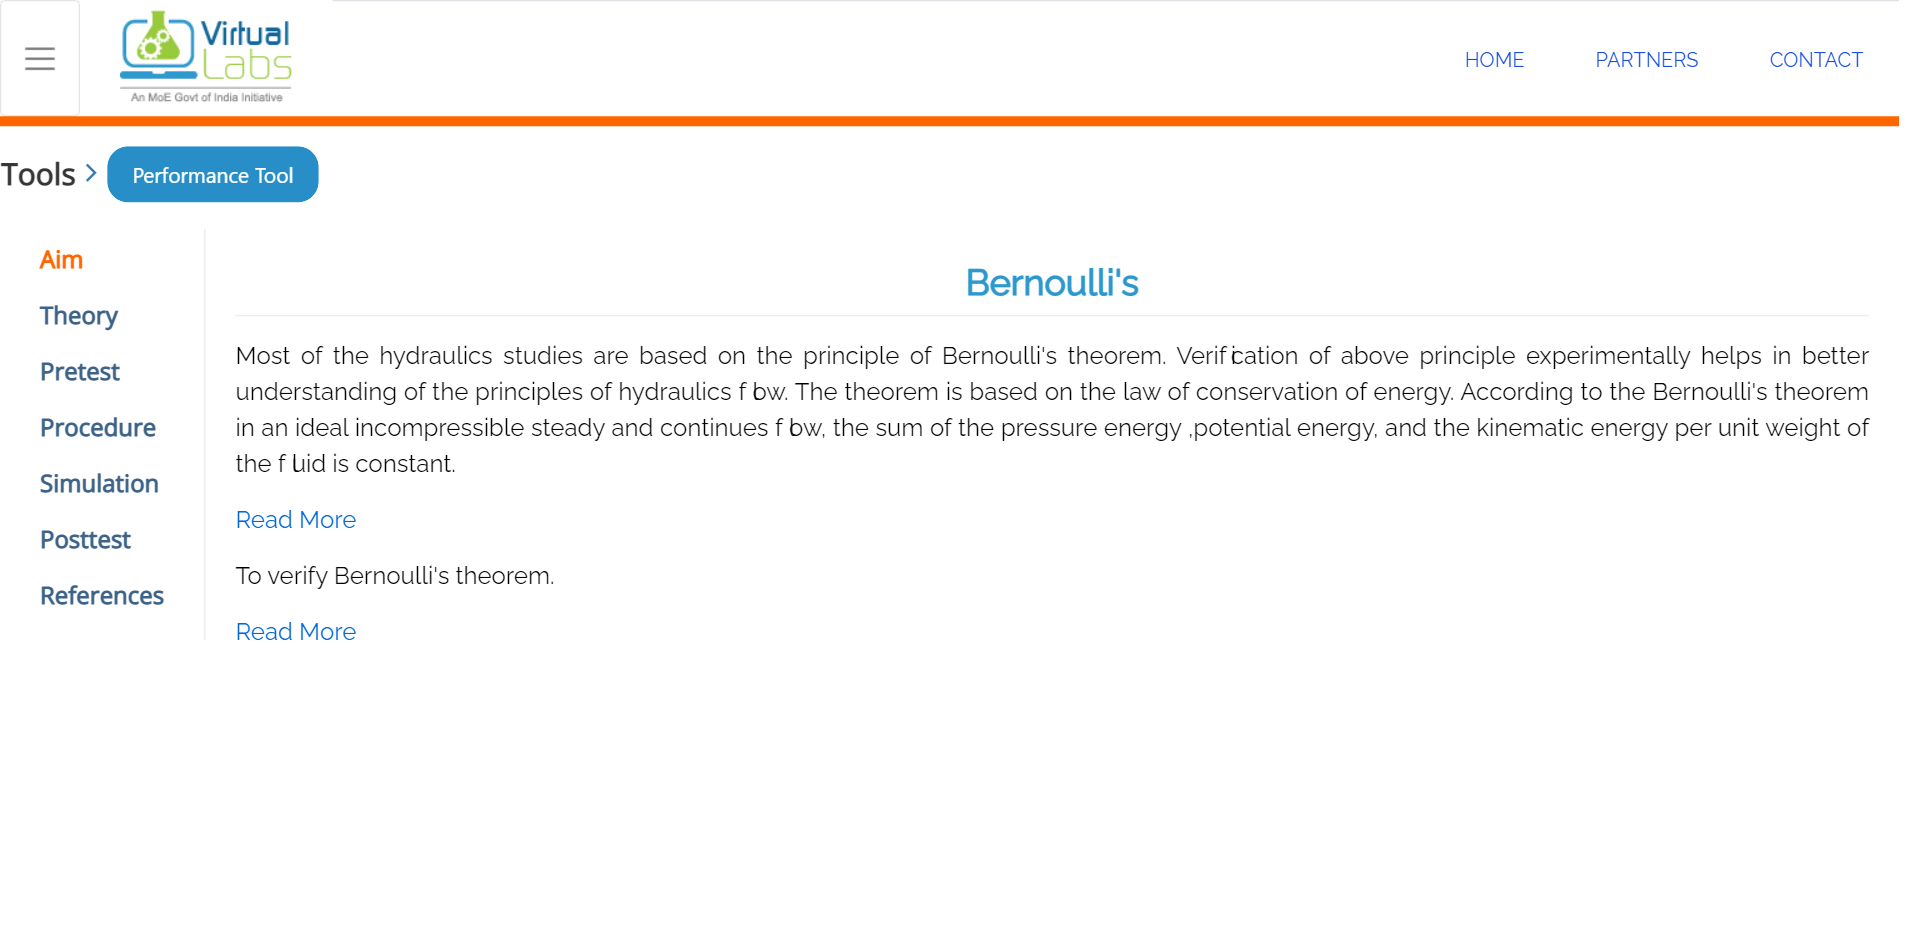 Virtual
Labs
An MoE Govt of India Initiative
HOME PARTNERS CONTACT
Tools > Performance Tool
Aim
Theory
Pretest
Procedure
Simulation
Posttest
References
Bernoulli's
Most of the hydraulics studies are based on the principle of Bernoulli's theorem. Verification of above principle experimentally helps in better
understanding of the principles of hydraulics flow. The theorem is based on the law of conservation of energy. According to the Bernoulli's theorem
in an ideal incompressible steady and continues flow, the sum of the pressure energy ,potential energy, and the kinematic energy per unit weight of
the fluid is constant.
Read More
To verify Bernoulli's theorem.
Read More